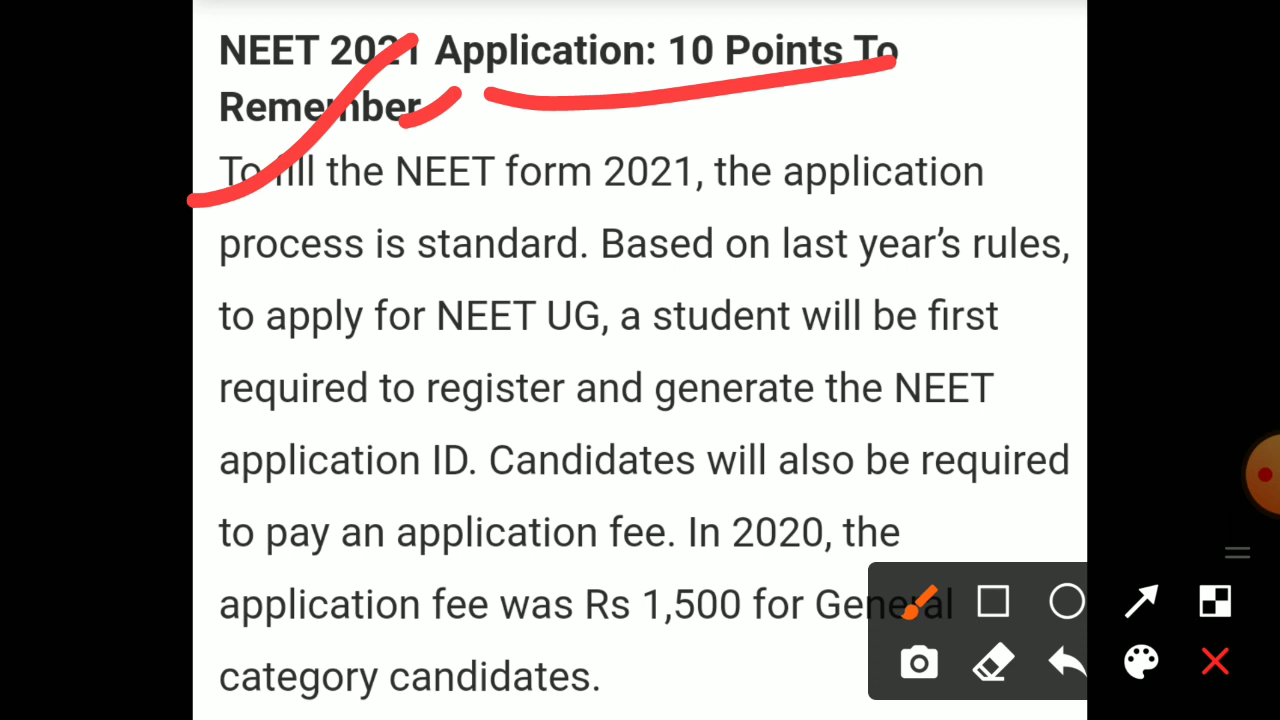 NEET 2021 Application: 10 Points To
Remember
To fill the NEET form 2021, the application
process is standard. Based on last year’s rules,
to apply for NEET UG, a student will be first
required to register and generate the NEET
application ID. Candidates will also be required
to pay an application fee. In 2020, the
application fee was Rs 1,500 for General
category candidates.